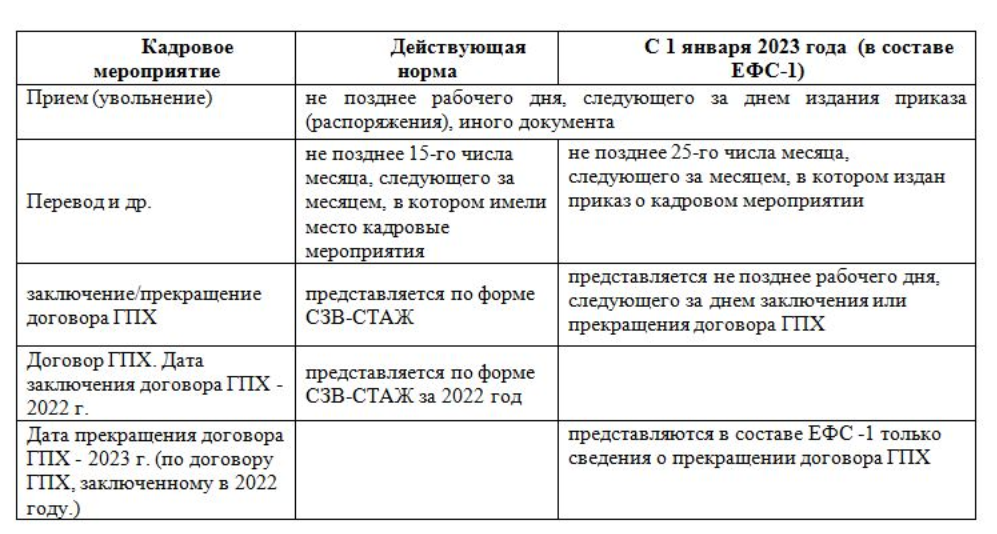 Кадровое
мероприятие
Действующая
норма
С 1 января 2023 года (в составе
ЕФС-1)
Прием (увольнение)
не позднее рабочего дня, следующего за днем издания приказа
(распоряжения), иного документа
Перевод и др.
не позднее 15-го числа
месяца, следующего за
месяцем, в котором имели
место кадровые
мероприятия
не позднее 25-го числа месяца,
следующего за месяцем, в котором издан
приказ о кадровом мероприятии
заключение/прекращение
договора ГПХ
представляется по форме
СЗВ-СТАЖ
представляется не позднее рабочего дня,
следующего за днем заключения или
прекращения договора ГПХ
Договор ГПХ. Дата
заключения договора ГПХ -
2022 г.
представляется по форме
СЗВ-СТАЖ за 2022 год
Дата прекращения договора
ГПХ - 2023 г. (по договору
ГПХ, заключенному в 2022
году.)
представляются в составе ЕФС -1 только
сведения о прекращении договора ГПХ